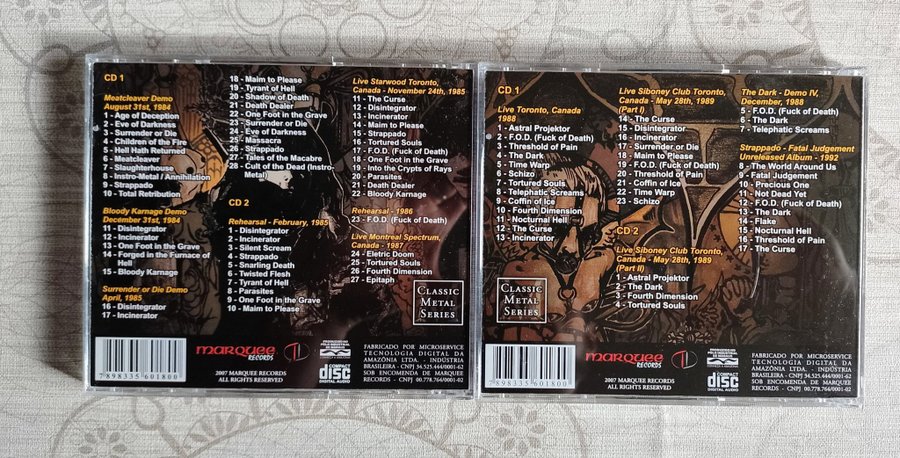 CD 1
Meatcleaver Demo
August 31st, 1984
1 - Age of Deception
2 - Eve of Darkness
3 - Surrender or Die
4 - Children of the Fire
5 - Hell Hath Returned
6 - Meatcleaver
7 - Slaughterhouse
8 - Instro-Metal / Annihilation
9 - Strappado
10 - Total Retribution
Bloody Karnage Demo
December 31st, 1984
11 - Disintegrator
12 - Incinerator
13 - One Foot in the Grave
14 - Forged in the Furnace of
Hell
15 - Bloody Karnage
Surrender or Die Demo
April, 1985
16 - Disintegrator
17 - Incinerator
18 - Maim to Please
19 - Tyrant of Hell
20 - Shadow of Death
21 - Death Dealer
22 - One Foot in the Grave
23 - Surrender or Die
24 - Eve of Darkness
25 - Massacra
26 - Strappado
27 - Tales of the Macabre
28 - Cult of the Dead (Instro-
Metal)
CD 2
Rehearsal - February, 1985
1 - Disintegrator
2 - Incinerator
3 - Silent Scream
4 - Strappado
5 - Snarling Death
6 - Twisted Flesh
7 - Tyrant of Hell
8 - Parasites
9 - One Foot in the Grave
10 - Maim to Please
Live Starwood Toronto,
Canada - November 24th, 1985
11 - The Curse
12 - Disintegrator
13 - Incinerator
14 - Maim to Please
15 - Strappado
16 - Tortured Souls
17 - F.O.D. (Fuck of Death)
18 - One Foot in the Grave
19 - Into the Crypts of Rays
20 - Parasites
21 - Death Dealer
22 - Bloody Karnage
Rehearsal - 1986
23 - F.O.D. (Fuck of Death)
Live Montreal Spectrum,
Canada - 1987
24 - Eletric Doom
25 - Tortured Souls
26 - Fourth Dimension
27 - Epitaph
CLASSIC
METAL
SERIES
7898335601800
MARQUEE
RECORDS
2007 MARQUEE RECORDS
ALL RIGHTS RESERVED
COMPACT
disc
DIGITAL AUDIO
FABRICADO POR MICROSERVICE
TECNOLOGIA DIGITAL DA
AMAZÔNIA LTDA. - INDÚSTRIA
BRASILEIRA - CNPJ 34.525.444/0001-62
SOB ENCOMENDA DE MARQUEE
RECORDS - CNPJ 00.778.764/0001-02
CD 1
Live Toronto, Canada
1988
1 - Astral Projektor
2 - F.O.D. (Fuck of Death)
3 - Threshold of Pain
4 - The Dark
5 - Time Warp
6 - Schizo
7 - Tortured Souls
8 - Telephatic Screams
9 - Coffin of Ice
10 - Fourth Dimension
11 - Nocturnal Hell
12 - The Curse
13 - Incinerator
Live Siboney Club Toronto,
Canada - May 28th, 1989
(Part I)
14 - The Curse
15 - Disintegrator
16 - Incinerator
17 - Surrender or Die
18 - Maim to Please
19 - F.O.D. (Fuck of Death)
20 - Threshold of Pain
21 - Coffin of Ice
22 - Time Warp
23 - Schizo
CD 2
Live Siboney Club Toronto,
Canada - May 28th, 1989
(Part II)
1 - Astral Projektor
2 - The Dark
3 - Fourth Dimension
4 - Tortured Souls
The Dark - Demo IV,
December, 1988
5 - F.O.D. (Fuck of Death)
6 - The Dark
7 - Telephatic Screams
Strappado - Fatal Judgement
Unreleased Album - 1992
8 - The World Around Us
9 - Fatal Judgement
10 - Precious One
11 - Not Dead Yet
12 - F.O.D. (Fuck of Death)
13 - The Dark
14 - Flake
15 - Nocturnal Hell
16 - Threshold of Pain
17 - The Curse
CLASSIC
METAL
SERIES
7898335601800
MARQUEE
RECORDS
2007 MARQUEE RECORDS
ALL RIGHTS RESERVED
COMPACT
disc
DIGITAL AUDIO
FABRICADO POR MICROSERVICE
TECNOLOGIA DIGITAL DA
AMAZÔNIA LTDA. - INDÚSTRIA
BRASILEIRA - CNPJ 34.525.444/0001-62
SOB ENCOMENDA DE MARQUEE
RECORDS - CNPJ 00.778.764/0001-02